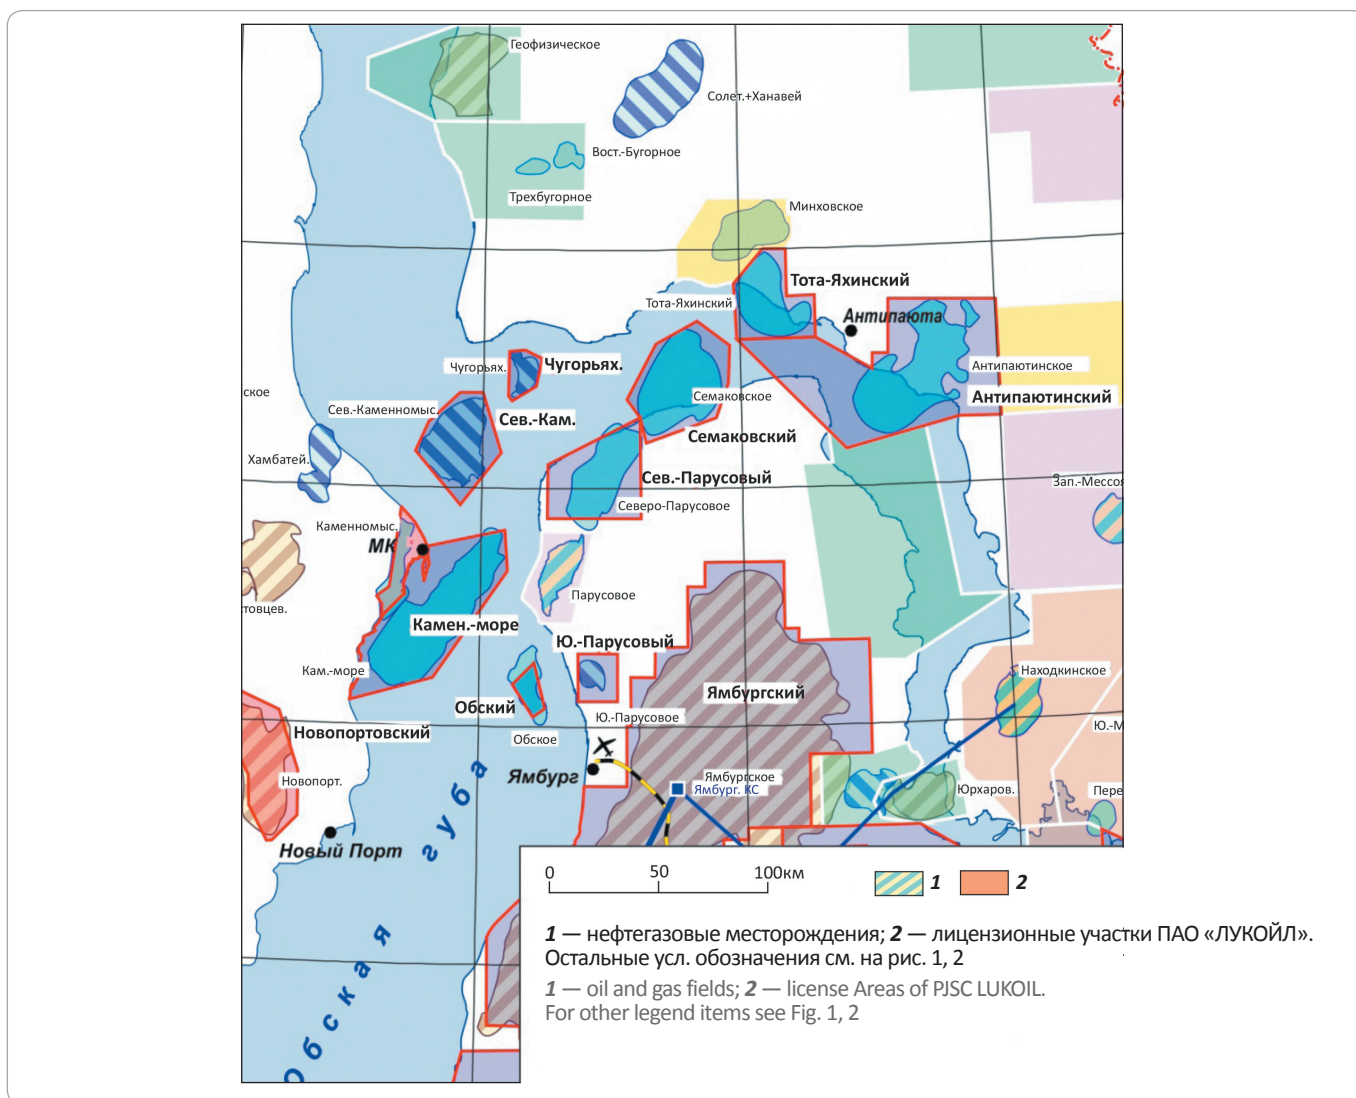 Геофизическое
Солет.+Ханавей
Вост.-Бугорное
Трехбугорное
Минховское
Тота-Яхинский
Тота-Яхинский
Антипаюта
Чугорьях.
Чугорьях.
Антипаютинское
Антипаютинский
ское
Сев.-Каменномыс.
Сев.-Кам.
Семаковское
Семаковский
Хамбатей.
Сев.-Парусовый
Северо-Парусовое
Зап.-Мессоя
Каменномыс.
МК
Парусовое
товцев.
Камен.-море
Ю.-Парусовый
Кам.-море
Находкинское
Ямбургский
Обский
Ю.-Парусовое
Новопортовский
Обское
Ю.-М
Новопорт.
Ямбург
Ямбургское
Ямбург. КС
Юрхаров.
Пере
Новый Порт
Обская губа
0 50 100км
1 2
1 — нефтегазовые месторождения; 2 — лицензионные участки ПАО «ЛУКОЙЛ».
Остальные усл. обозначения см. на рис. 1, 2
1 — oil and gas fields; 2 — license Areas of PJSC LUKOIL.
For other legend items see Fig. 1, 2